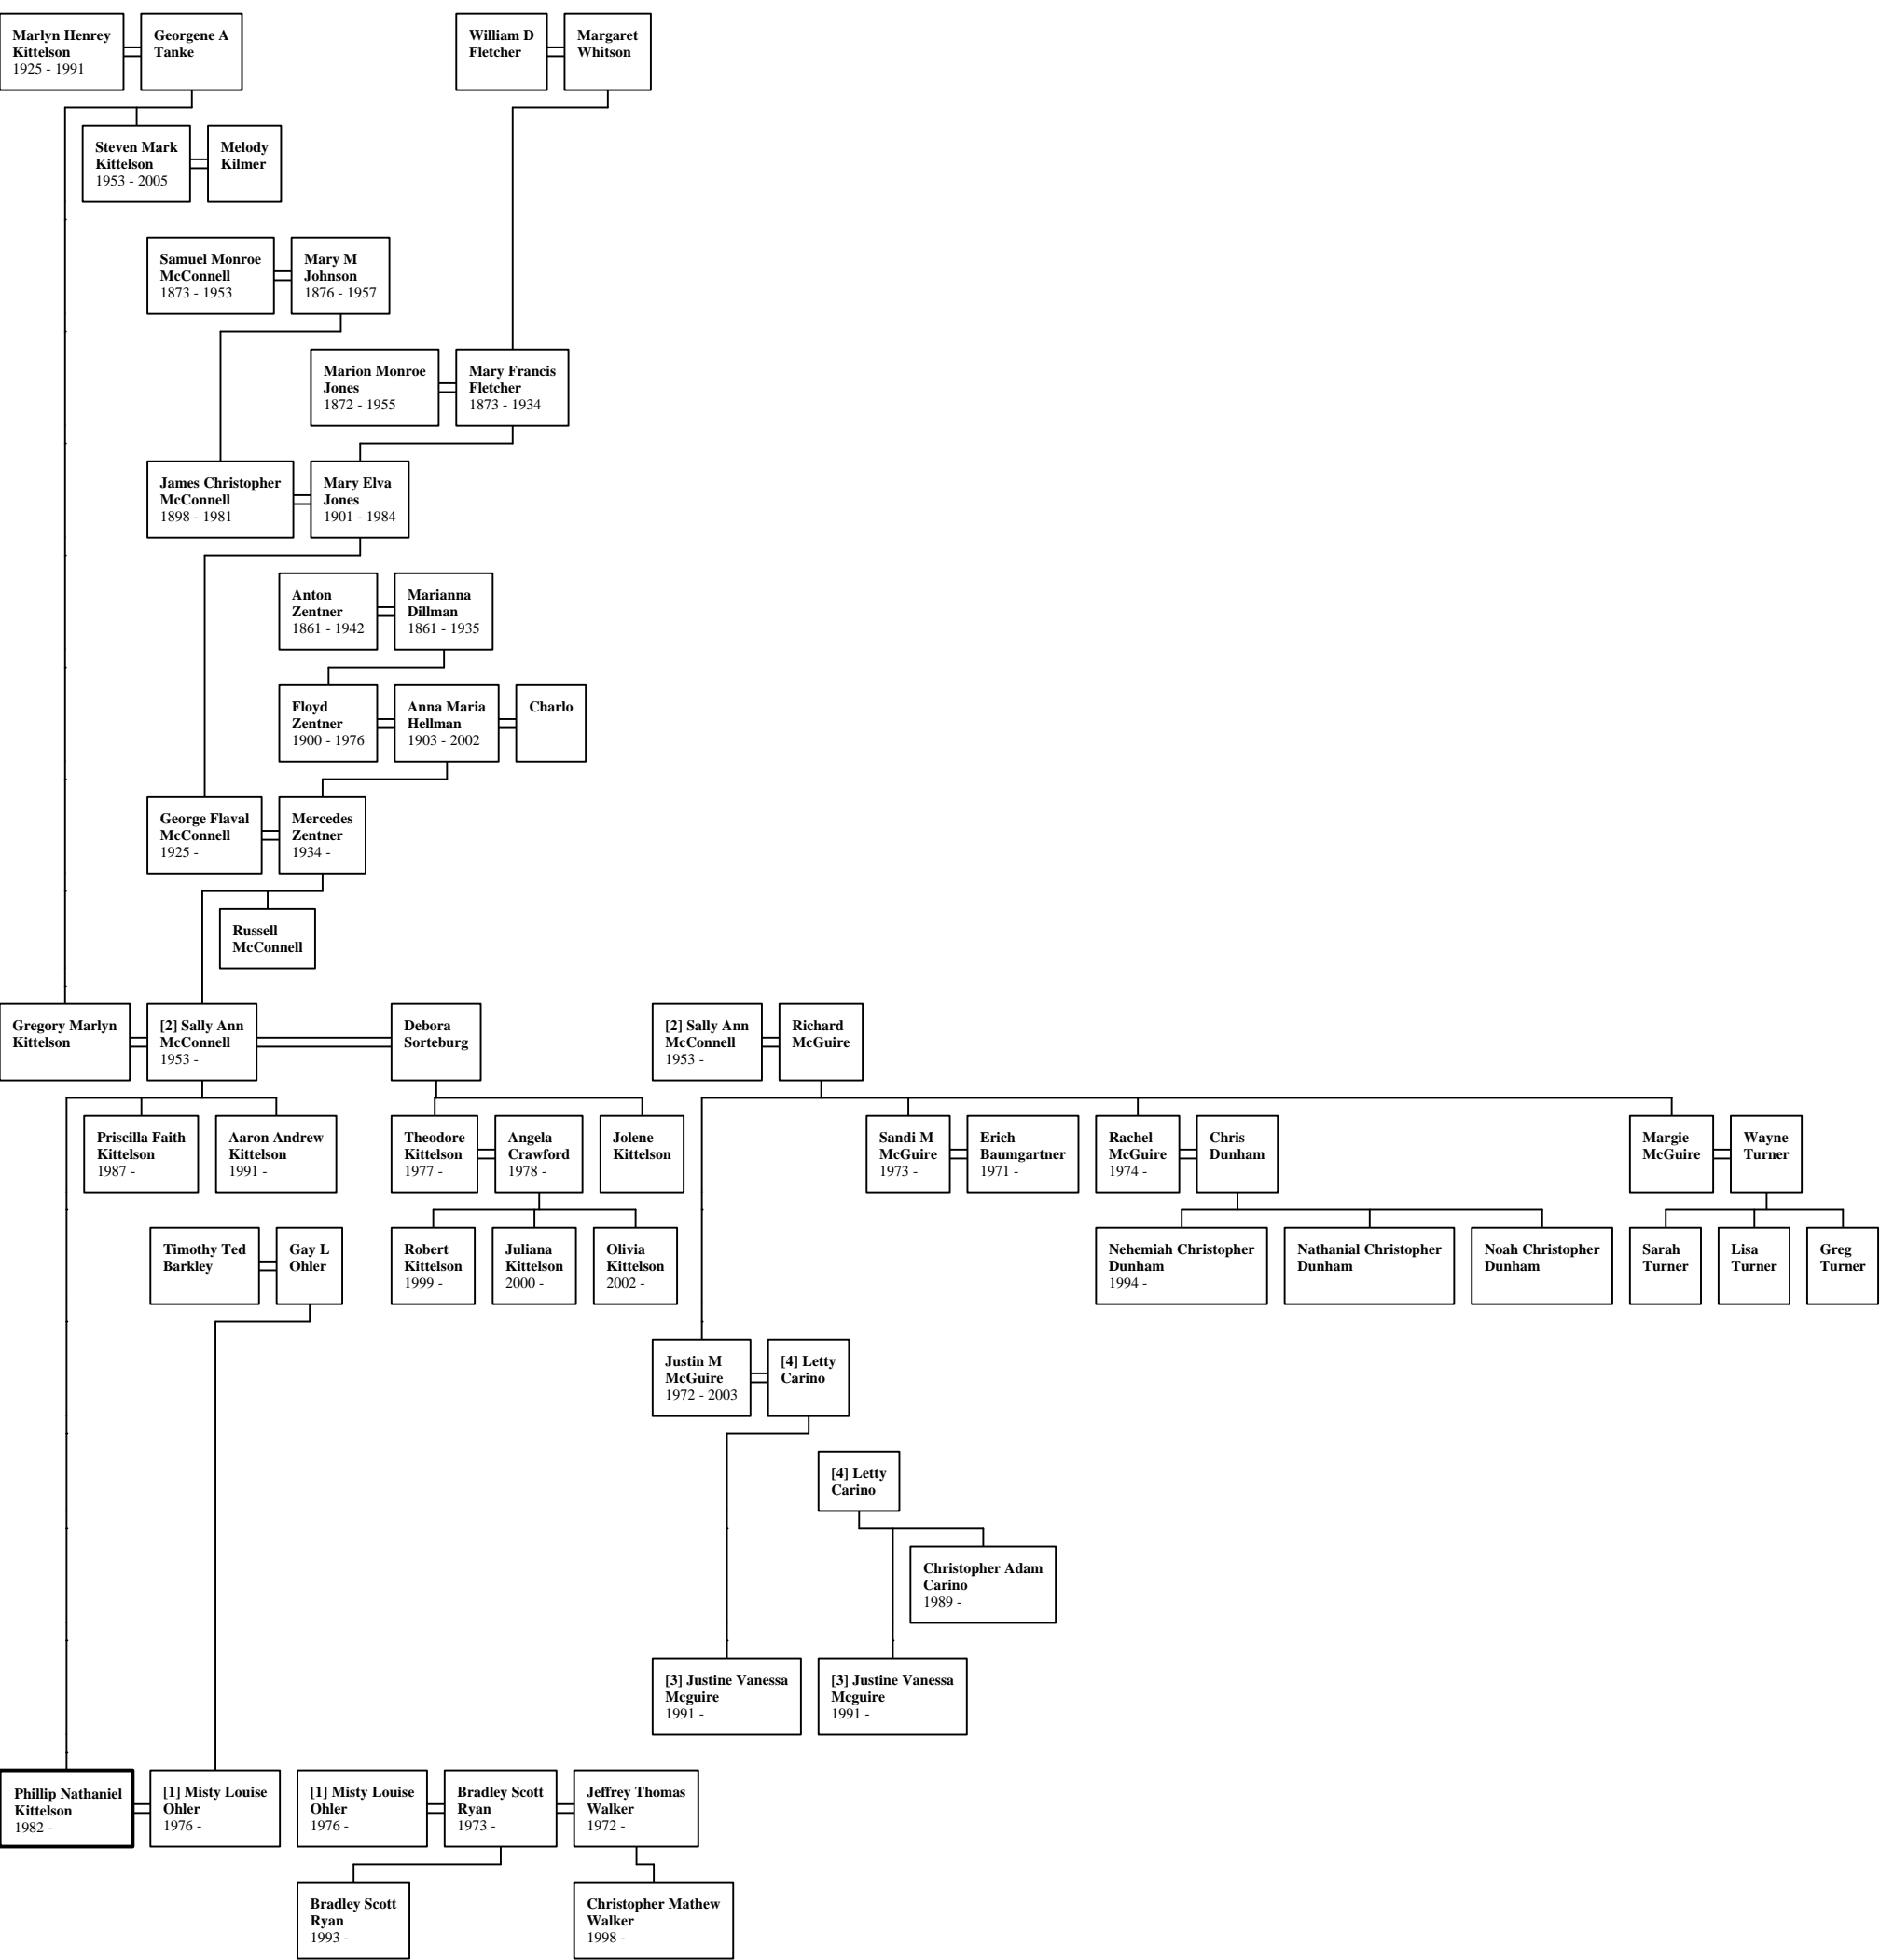 Marlyn Henrey
Kittelson
1925 - 1991
Georgene A
Tanke
William D
Fletcher
Margaret
Whitson
Steven Mark
Kittelson
1953 - 2005
Melody
Kilmer
Samuel Monroe
McConnell
1873 - 1953
Mary M
Johnson
1876 - 1957
Marion Monroe
Jones
1872 - 1955
Mary Francis
Fletcher
1873 - 1934
James Christopher
McConnell
1898 - 1981
Mary Elva
Jones
1901 - 1984
Anton
Zentner
1861 - 1942
Marianna
Dillman
1861 - 1935
Floyd
Zentner
1900 - 1976
Anna Maria
Hellman
1903 - 2002
Charlo
George Flaval
McConnell
1925 -
Mercedes
Zentner
1934 -
Russell
McConnell
Gregory Marlyn
Kittelson
[2] Sally Ann
McConnell
1953 -
Debora
Sorteburg
[2] Sally Ann
McConnell
1953 -
Richard
McGuire
Priscilla Faith
Kittelson
1987 -
Aaron Andrew
Kittelson
1991 -
Theodore
Kittelson
1977 -
Angela
Crawford
1978 -
Jolene
Kittelson
Sandi M
McGuire
1973 -
Erich
Baumgartner
1971 -
Rachel
McGuire
1974 -
Chris
Dunham
Margie
McGuire
Wayne
Turner
Timothy Ted
Barkley
Gay L
Ohler
Robert
Kittelson
1999 -
Juliana
Kittelson
2000 -
Olivia
Kittelson
2002 -
Nehemiah Christopher
Dunham
1994 -
Nathanial Christopher
Dunham
Noah Christopher
Dunham
Sarah
Turner
Lisa
Turner
Greg
Turner
Justin M
McGuire
1972 - 2003
[4] Letty
Carino
[4] Letty
Carino
Christopher Adam
Carino
1989 -
[3] Justine Vanessa
Mcguire
1991 -
[3] Justine Vanessa
Mcguire
1991 -
Phillip Nathaniel
Kittelson
1982 -
[1] Misty Louise
Ohler
1976 -
[1] Misty Louise
Ohler
1976 -
Bradley Scott
Ryan
1973 -
Jeffrey Thomas
Walker
1972 -
Bradley Scott
Ryan
1993 -
Christopher Mathew
Walker
1998 -